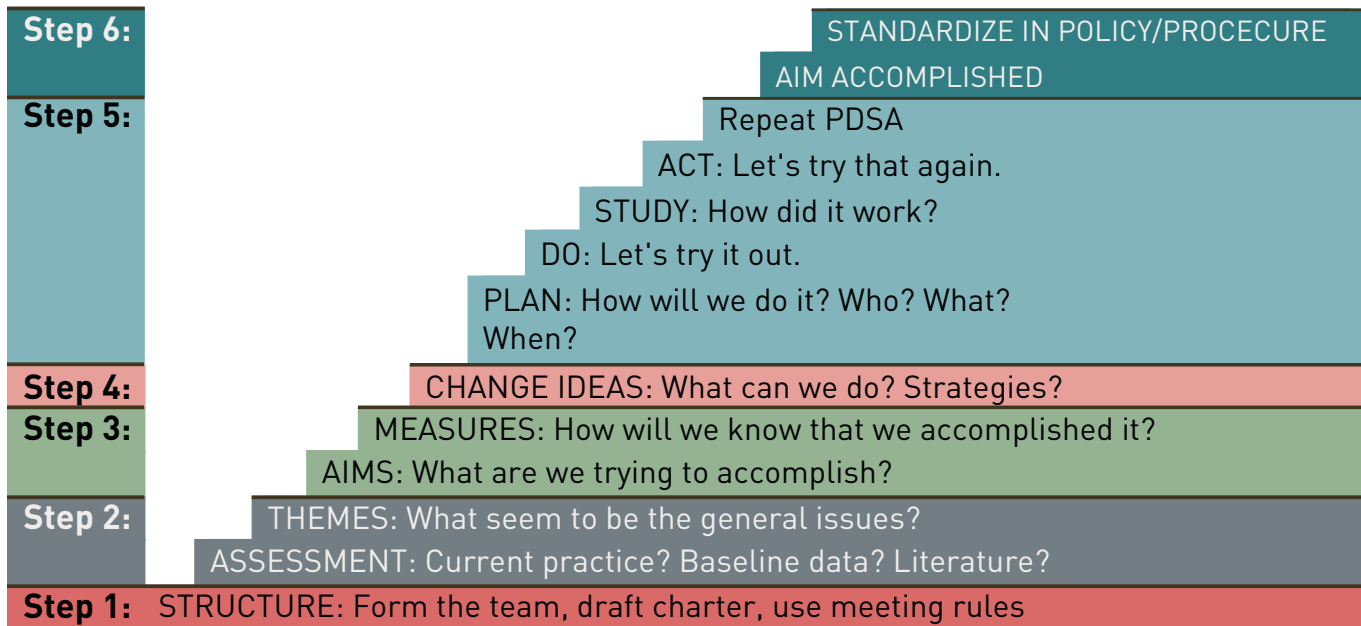 Step 6: STANDARDIZE IN POLICY/PROCECURE
AIM ACCOMPLISHED
Step 5: Repeat PDSA
ACT: Let's try that again.
STUDY: How did it work?
DO: Let's try it out.
PLAN: How will we do it? Who? What?
When?
Step 4: CHANGE IDEAS: What can we do? Strategies?
Step 3: MEASURES: How will we know that we accomplished it?
AIMS: What are we trying to accomplish?
Step 2: THEMES: What seem to be the general issues?
ASSESSMENT: Current practice? Baseline data? Literature?
Step 1: STRUCTURE: Form the team, draft charter, use meeting rules